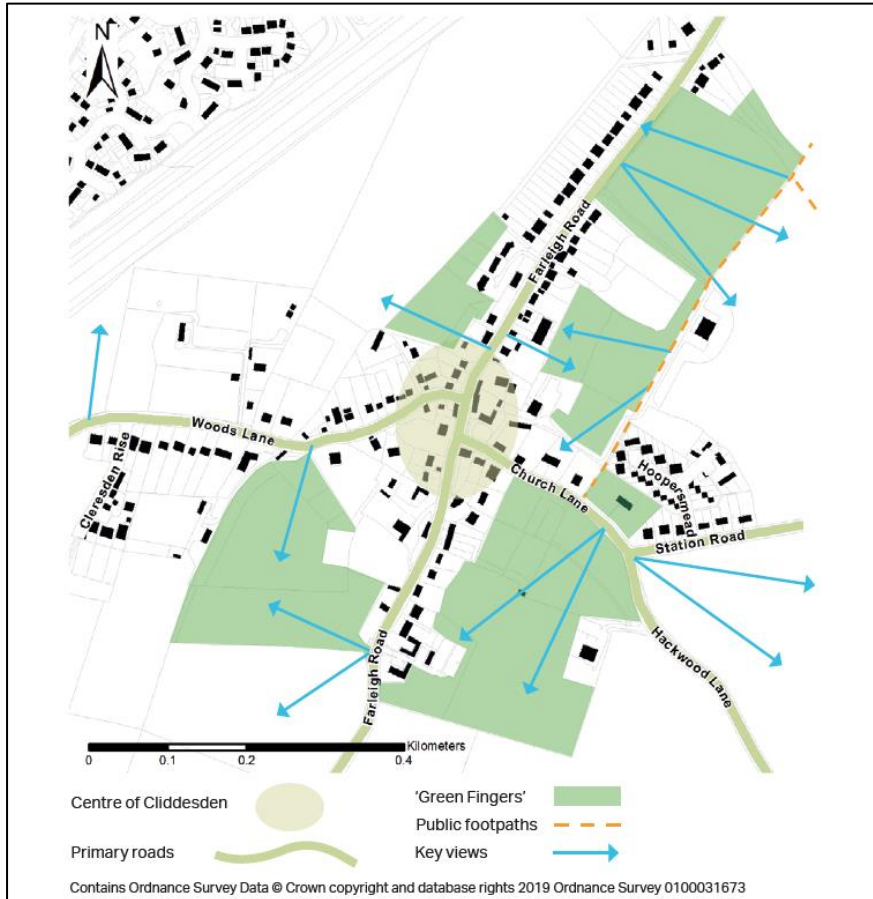 N
Farleigh Road
Woods Lane
Cleresden Rise
Church Lane
Hoopersmead
Station Road
Hackwood Lane
Farleigh Road
Kilometers
0 0.1 0.2 0.4
Centre of Cliddesden
'Green Fingers'
Public footpaths
Primary roads
Key views
Contains Ordnance Survey Data © Crown copyright and database rights 2019 Ordnance Survey 0100031673